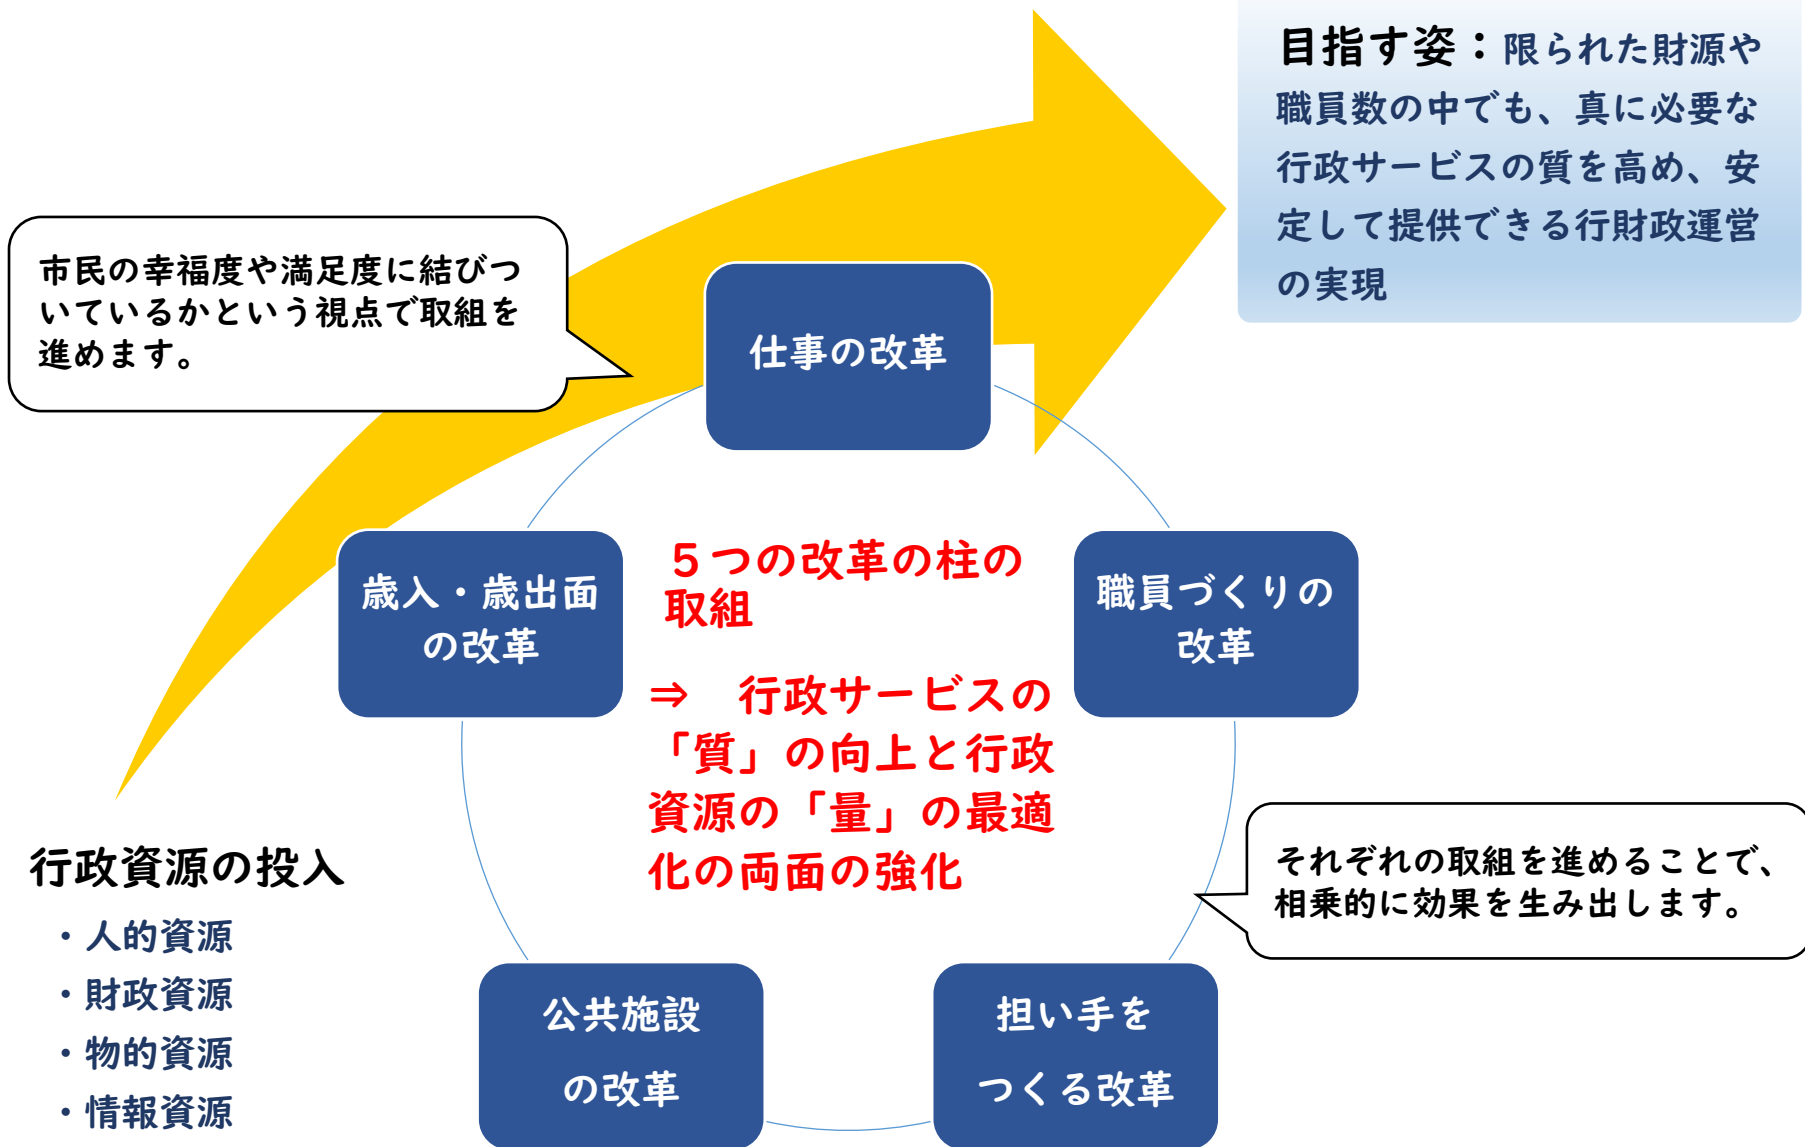 目指す姿：限られた財源や
職員数の中でも、真に必要な
行政サービスの質を高め、安
定して提供できる行財政運営
の実現
市民の幸福度や満足度に結びつ
いているかという視点で取組を
進めます。
仕事の改革
歳入・歳出面
の改革
５つの改革の柱の
取組
⇒　行政サービスの
「質」の向上と行政
資源の「量」の最適
化の両面の強化
職員づくりの
改革
それぞれの取組を進めることで、
相乗的に効果を生み出します。
行政資源の投入
・人的資源
・財政資源
・物的資源
・情報資源
公共施設
の改革
担い手を
つくる改革